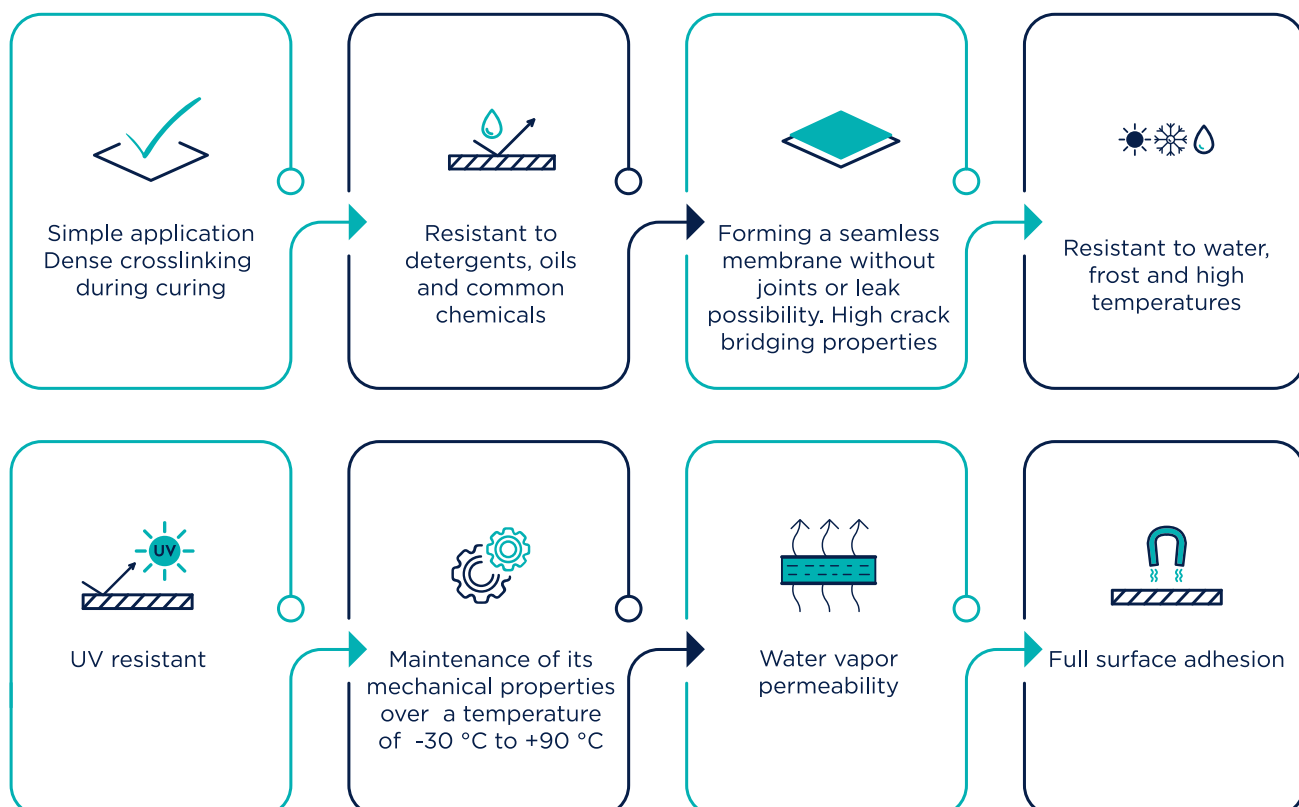 Simple application
Dense crosslinking
during curing
Resistant to
detergents, oils
and common
chemicals
Forming a seamless
membrane without
joints or leak
possibility. High crack
bridging properties
Resistant to water,
frost and high
temperatures
UV
UV resistant
Maintenance of its
mechanical properties
over a temperature
of -30 °C to +90 °C
Water vapor
permeability
Full surface adhesion